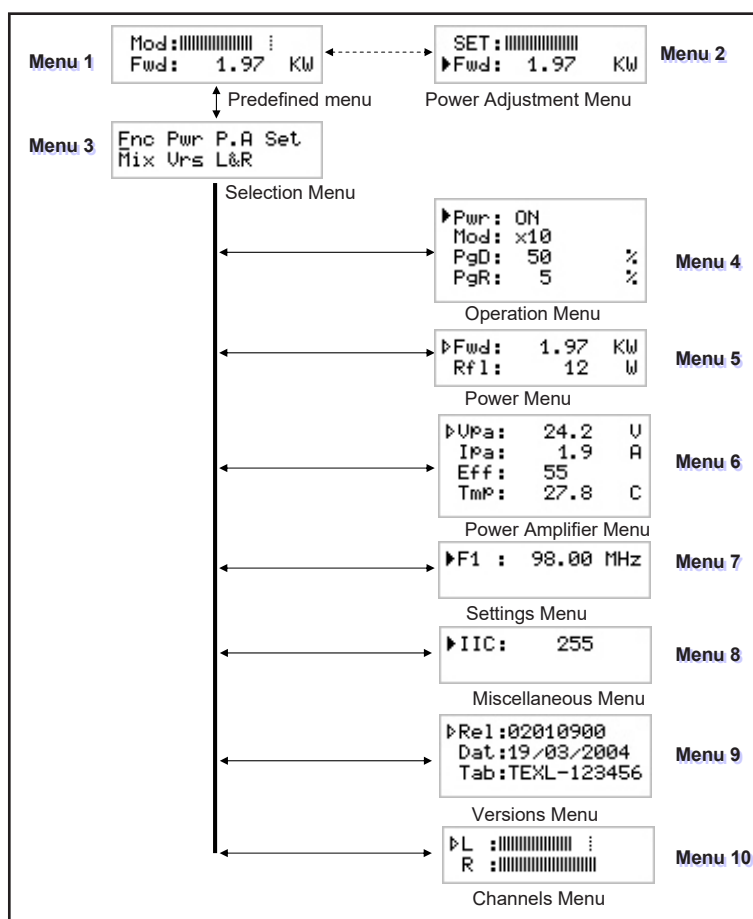 Menu 1
Mod:
Fwd: 1.97 KW
SET:
Fwd: 1.97 KW
Menu 2
Predefined menu
Power Adjustment Menu
Menu 3
Fnc Pwr P.A Set
Mix Vrs L&R
Selection Menu
Pwr: ON
Mod: x10
PgD: 50 %
PgR: 5 %
Menu 4
Operation Menu
Fwd: 1.97 KW
Rfl: 12 W
Menu 5
Power Menu
Vpa: 24.2 V
Ipa: 1.9 A
Eff: 55
Tmp: 27.8 C
Menu 6
Power Amplifier Menu
F1 : 98.00 MHz
Menu 7
Settings Menu
IIC: 255
Menu 8
Miscellaneous Menu
Rel:02010900
Dat:19/03/2004
Tab:TEXL-123456
Menu 9
Versions Menu
L :
R :
Menu 10
Channels Menu